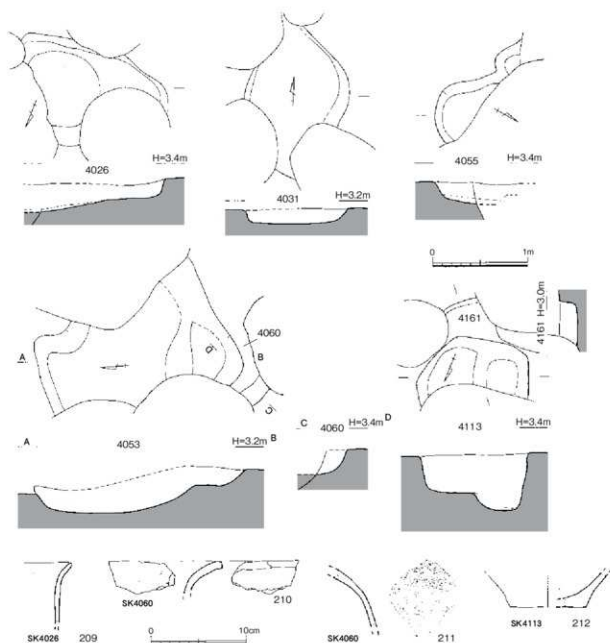 4026
H=3.4m
4031
H=3.2m
4055
H=3.4m
0 1m
4060
A
B
4161
4161 H=3.0m
A
4053
H=3.2m
B
C
4060
H=3.4m
D
4113
H=3.4m
SK4026
209
SK4060
210
SK4060
211
SK4113
212
0 10cm